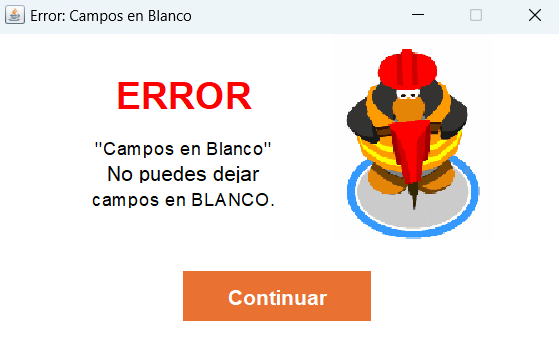 Error: Campos en Blanco
ERROR
"Campos en Blanco"
No puedes dejar
campos en BLANCO.
Continuar